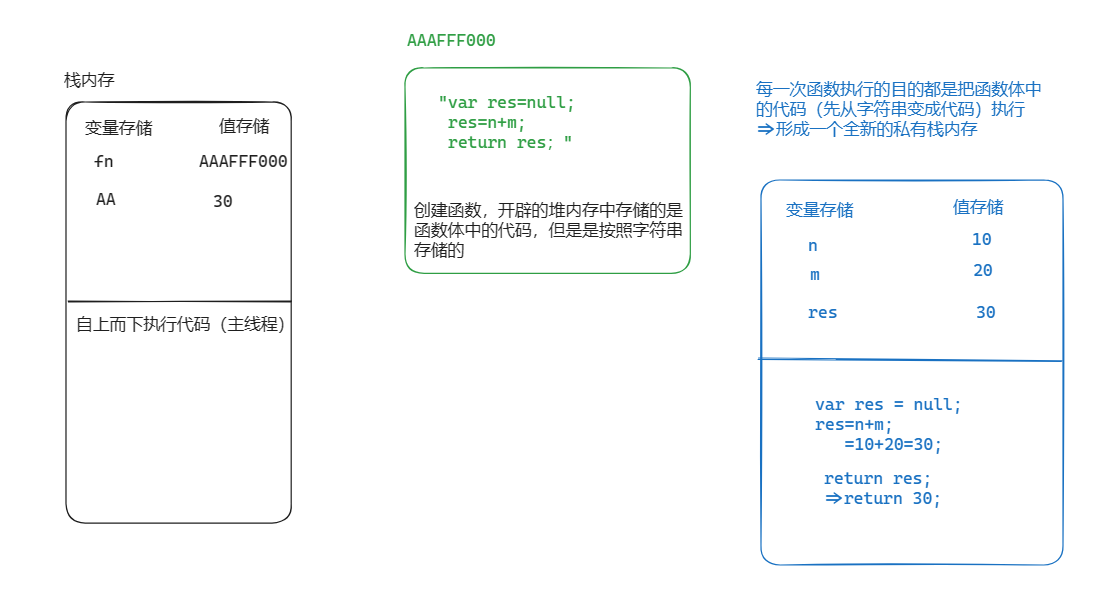 栈内存
变量存储 值存储
fn AAAFFF000
AA 30
自上而下执行代码（主线程）
AAAFFF000
"var res=null;
res=n+m;
return res; "
创建函数，开辟的堆内存中存储的是
函数体中的代码，但是是按照字符串
存储的
每一次函数执行的目的都是把函数体中
的代码（先从字符串变成代码）执行
=>形成一个全新的私有栈内存
变量存储 值存储
n 10
m 20
res 30
var res = null;
res=n+m;
=10+20=30;
return res;
=>return 30;